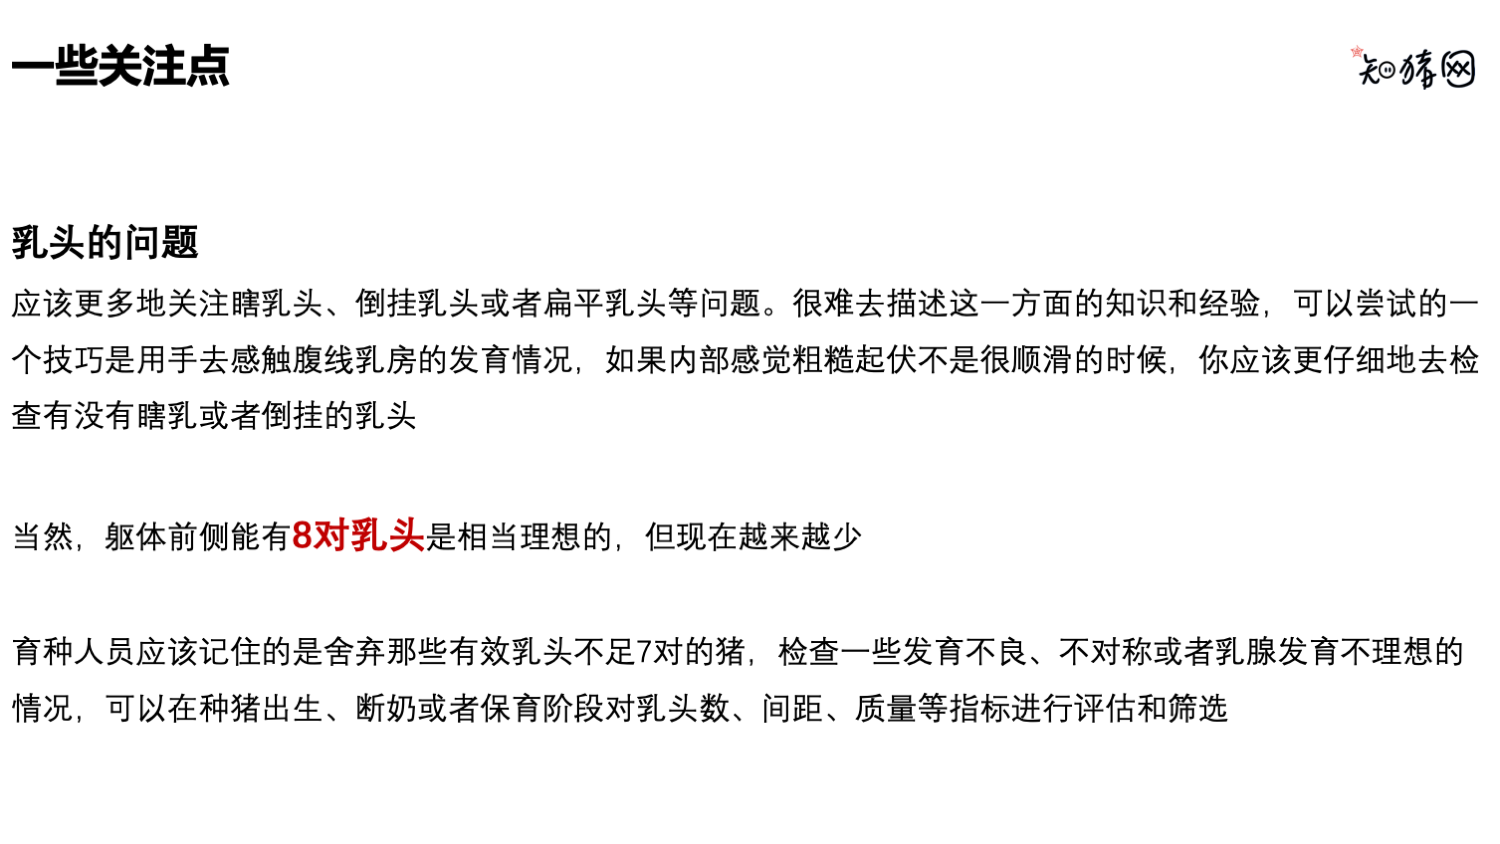 一些关注点
知猪网
乳头的问题
应该更多地关注瞎乳头、倒挂乳头或者扁平乳头等问题。很难去描述这一方面的知识和经验，可以尝试的一
个技巧是用手去感触腹线乳房的发育情况，如果内部感觉粗糙起伏不是很顺滑的时候，你应该更仔细地去检
查有没有瞎乳或者倒挂的乳头
当然，躯体前侧能有8对乳头是相当理想的，但现在越来越少
育种人员应该记住的是舍弃那些有效乳头不足7对的猪，检查一些发育不良、不对称或者乳腺发育不理想的
情况，可以在种猪出生、断奶或者保育阶段对乳头数、间距、质量等指标进行评估和筛选